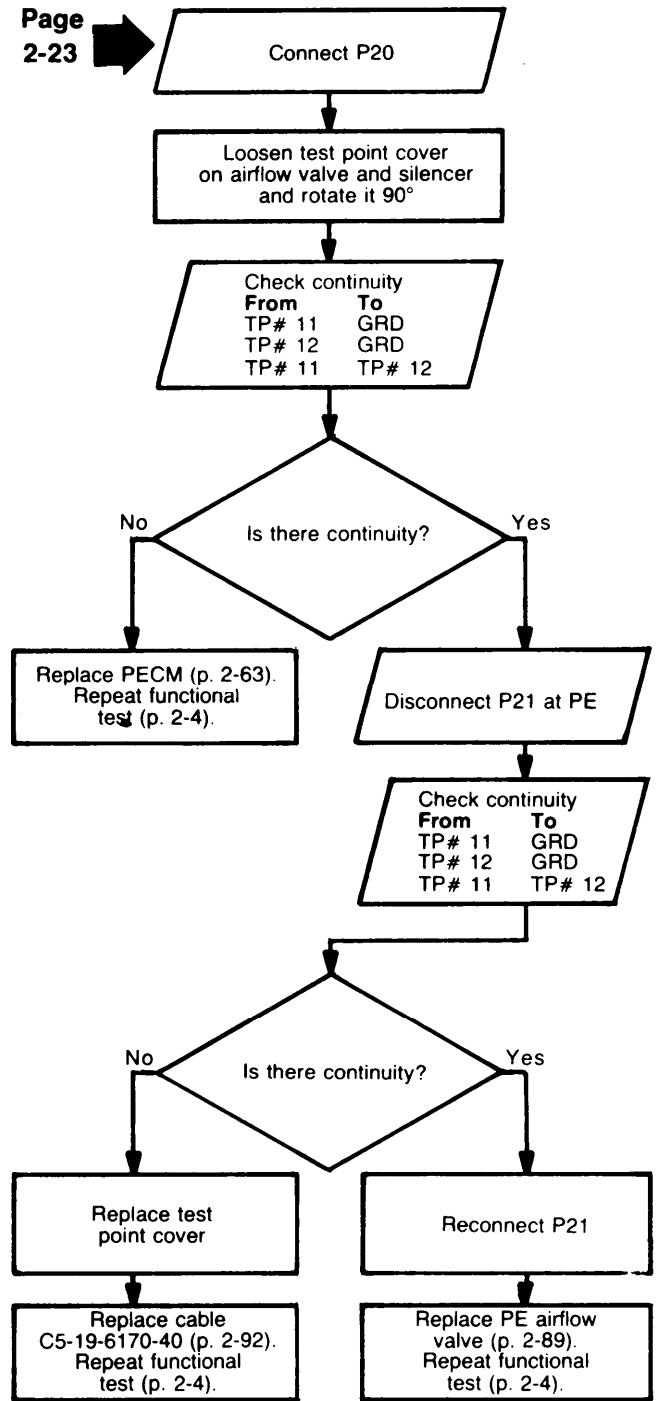 Page
2-23
Connect P20
Loosen test point cover
on airflow valve and silencer
and rotate it 90°
Check continuity
From To
TP# 11 GRD
TP# 12 GRD
TP# 11 TP# 12
Is there continuity?
No
Yes
Replace PECM (p. 2-63).
Repeat functional
test (p. 2-4).
Disconnect P21 at PE
Check continuity
From To
TP# 11 GRD
TP# 12 GRD
TP# 11 TP# 12
Is there continuity?
No
Yes
Replace test
point cover
Reconnect P21
Replace cable
C5-19-6170-40 (p. 2-92).
Repeat functional
test (p. 2-4).
Replace PE airflow
valve (p. 2-89).
Repeat functional
test (p. 2-4).